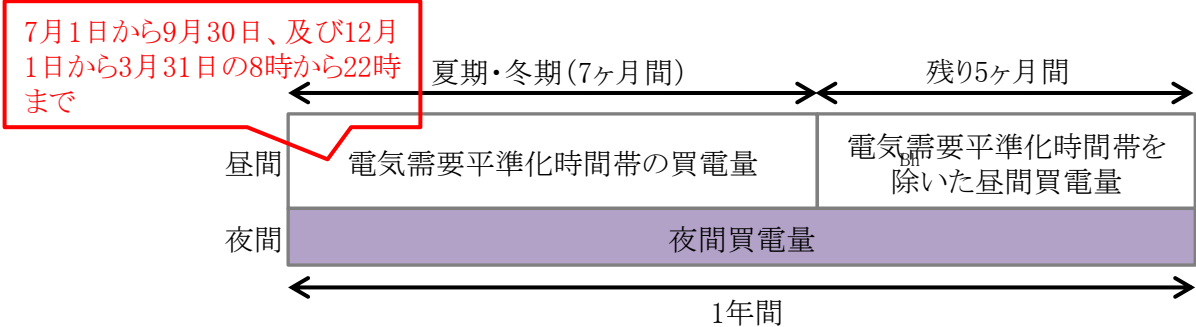 7月1日から9月30日、及び12月
1日から3月31日の8時から22時
まで
夏期・冬期(7ヶ月間)
残り5ヶ月間
昼間
電気需要平準化時間帯の買電量
電気需要平準化時間帯を
除いた昼間買電量
夜間
夜間買電量
1年間